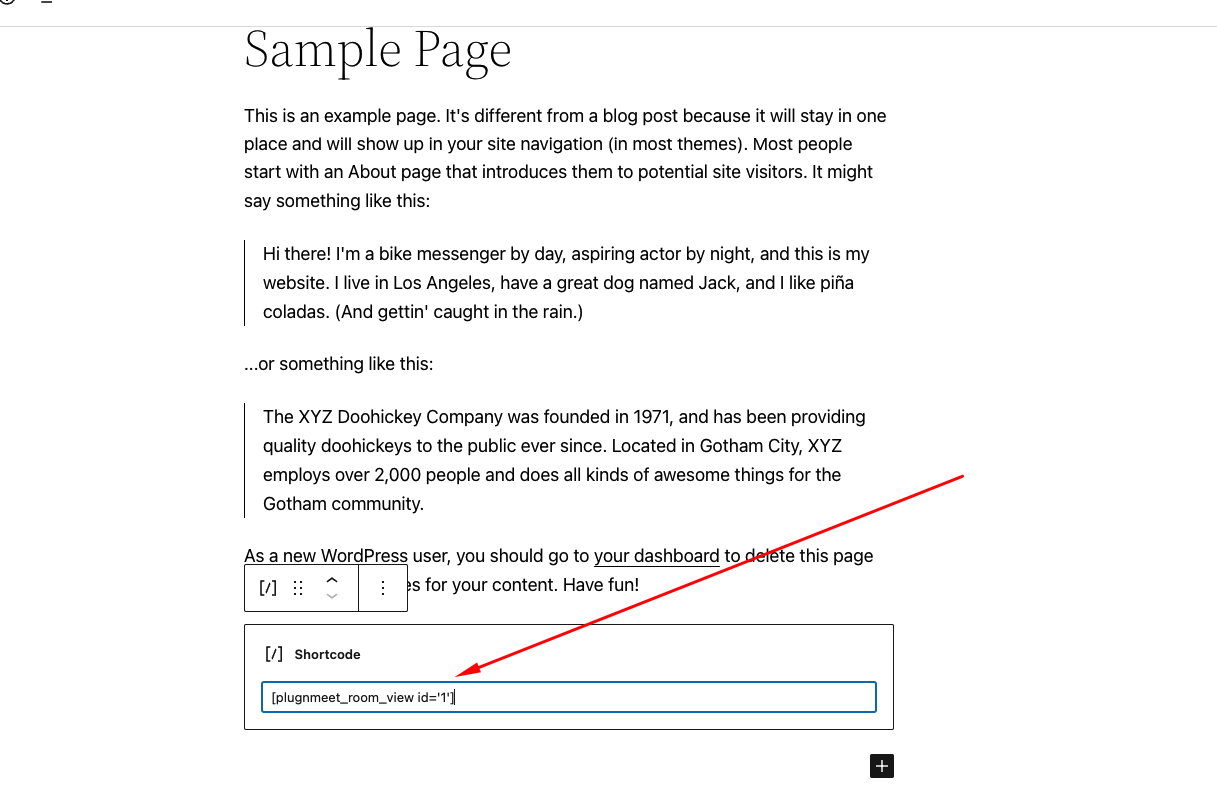 Sample Page
This is an example page. It's different from a blog post because it will stay in one
place and will show up in your site navigation (in most themes). Most people
start with an About page that introduces them to potential site visitors. It might
say something like this:
Hi there! I'm a bike messenger by day, aspiring actor by night, and this is my
website. I live in Los Angeles, have a great dog named Jack, and I like piña
coladas. (And gettin' caught in the rain.)
...or something like this:
The XYZ Doohickey Company was founded in 1971, and has been providing
quality doohickeys to the public ever since. Located in Gotham City, XYZ
employs over 2,000 people and does all kinds of awesome things for the
Gotham community.
As a new WordPress user, you should go to your dashboard to delete this page
for your content. Have fun!
[/] Shortcode
[plugnmeet_room_view id='1']